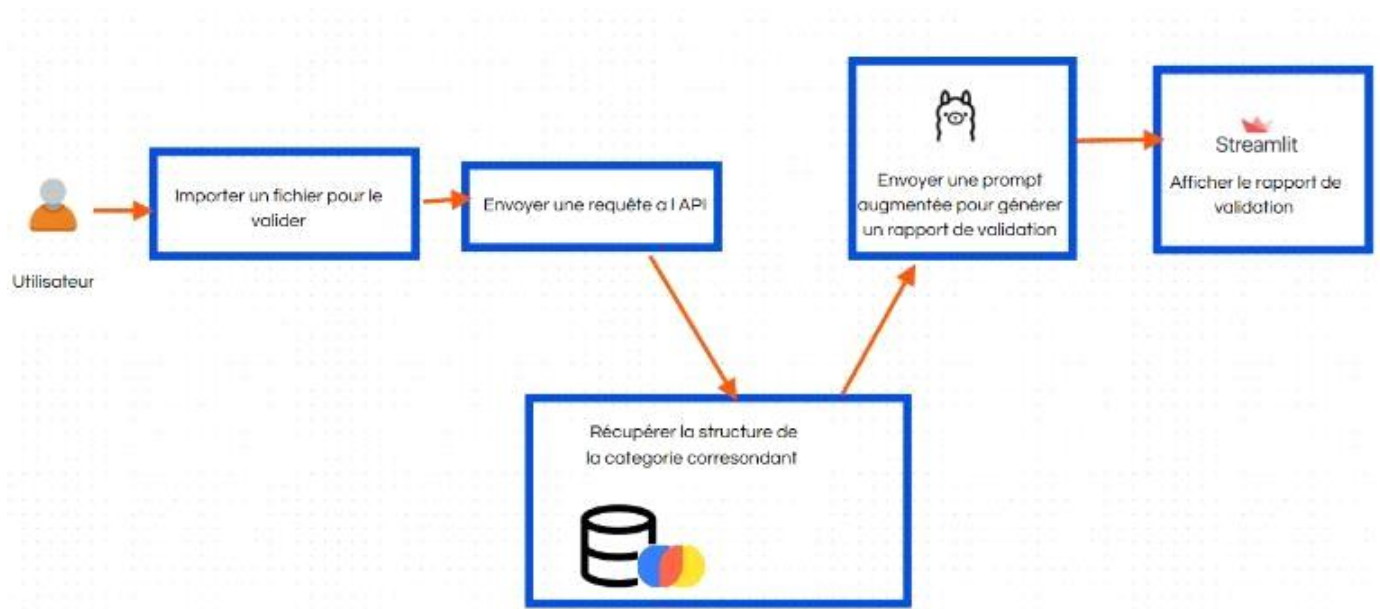 Utilisateur
Importer un fichier pour le
valider
Envoyer une requête a l API
Récupérer la structure de
la categorie corresondant
Envoyer une prompt
augmentée pour générer
un rapport de validation
Streamlit
Afficher le rapport de
validation